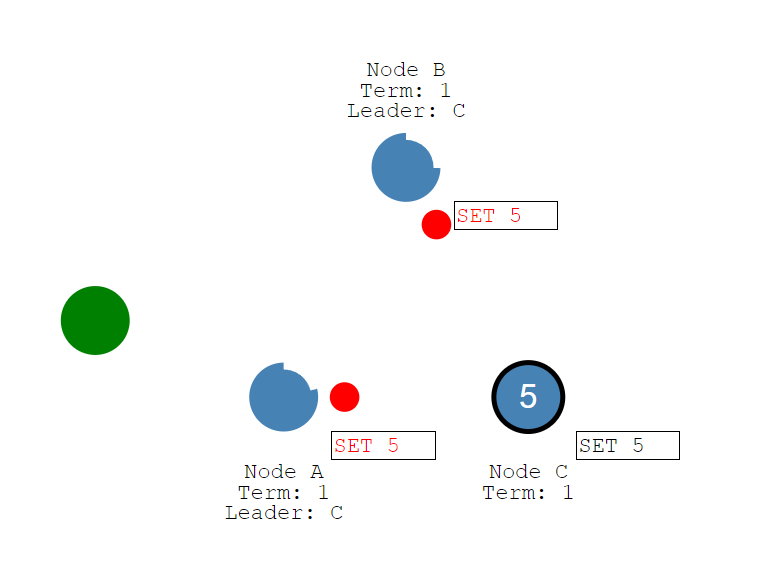 Node B
Term: 1
Leader: C
SET 5
5
SET 5
SET 5
Node A
Term: 1
Leader: C
Node C
Term: 1